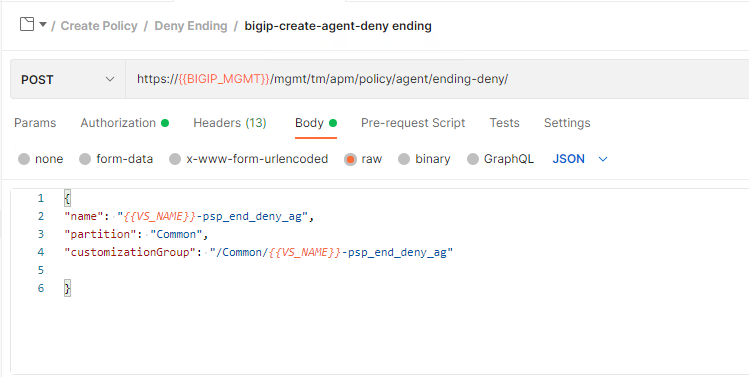 / Create Policy / Deny Ending / bigip-create-agent-deny ending
POST https://{{BIGIP_MGMT}}/mgmt/tm/apm/policy/agent/ending-deny/
Params Authorization Headers (13) Body Pre-request Script Tests Settings
none form-data x-www-form-urlencoded raw binary GraphQL JSON
1 {
2 "name": "{{VS_NAME}}-psp_end_deny_ag",
3 "partition": "Common",
4 "customizationGroup": "/Common/{{VS_NAME}}-psp_end_deny_ag"
5
6 }